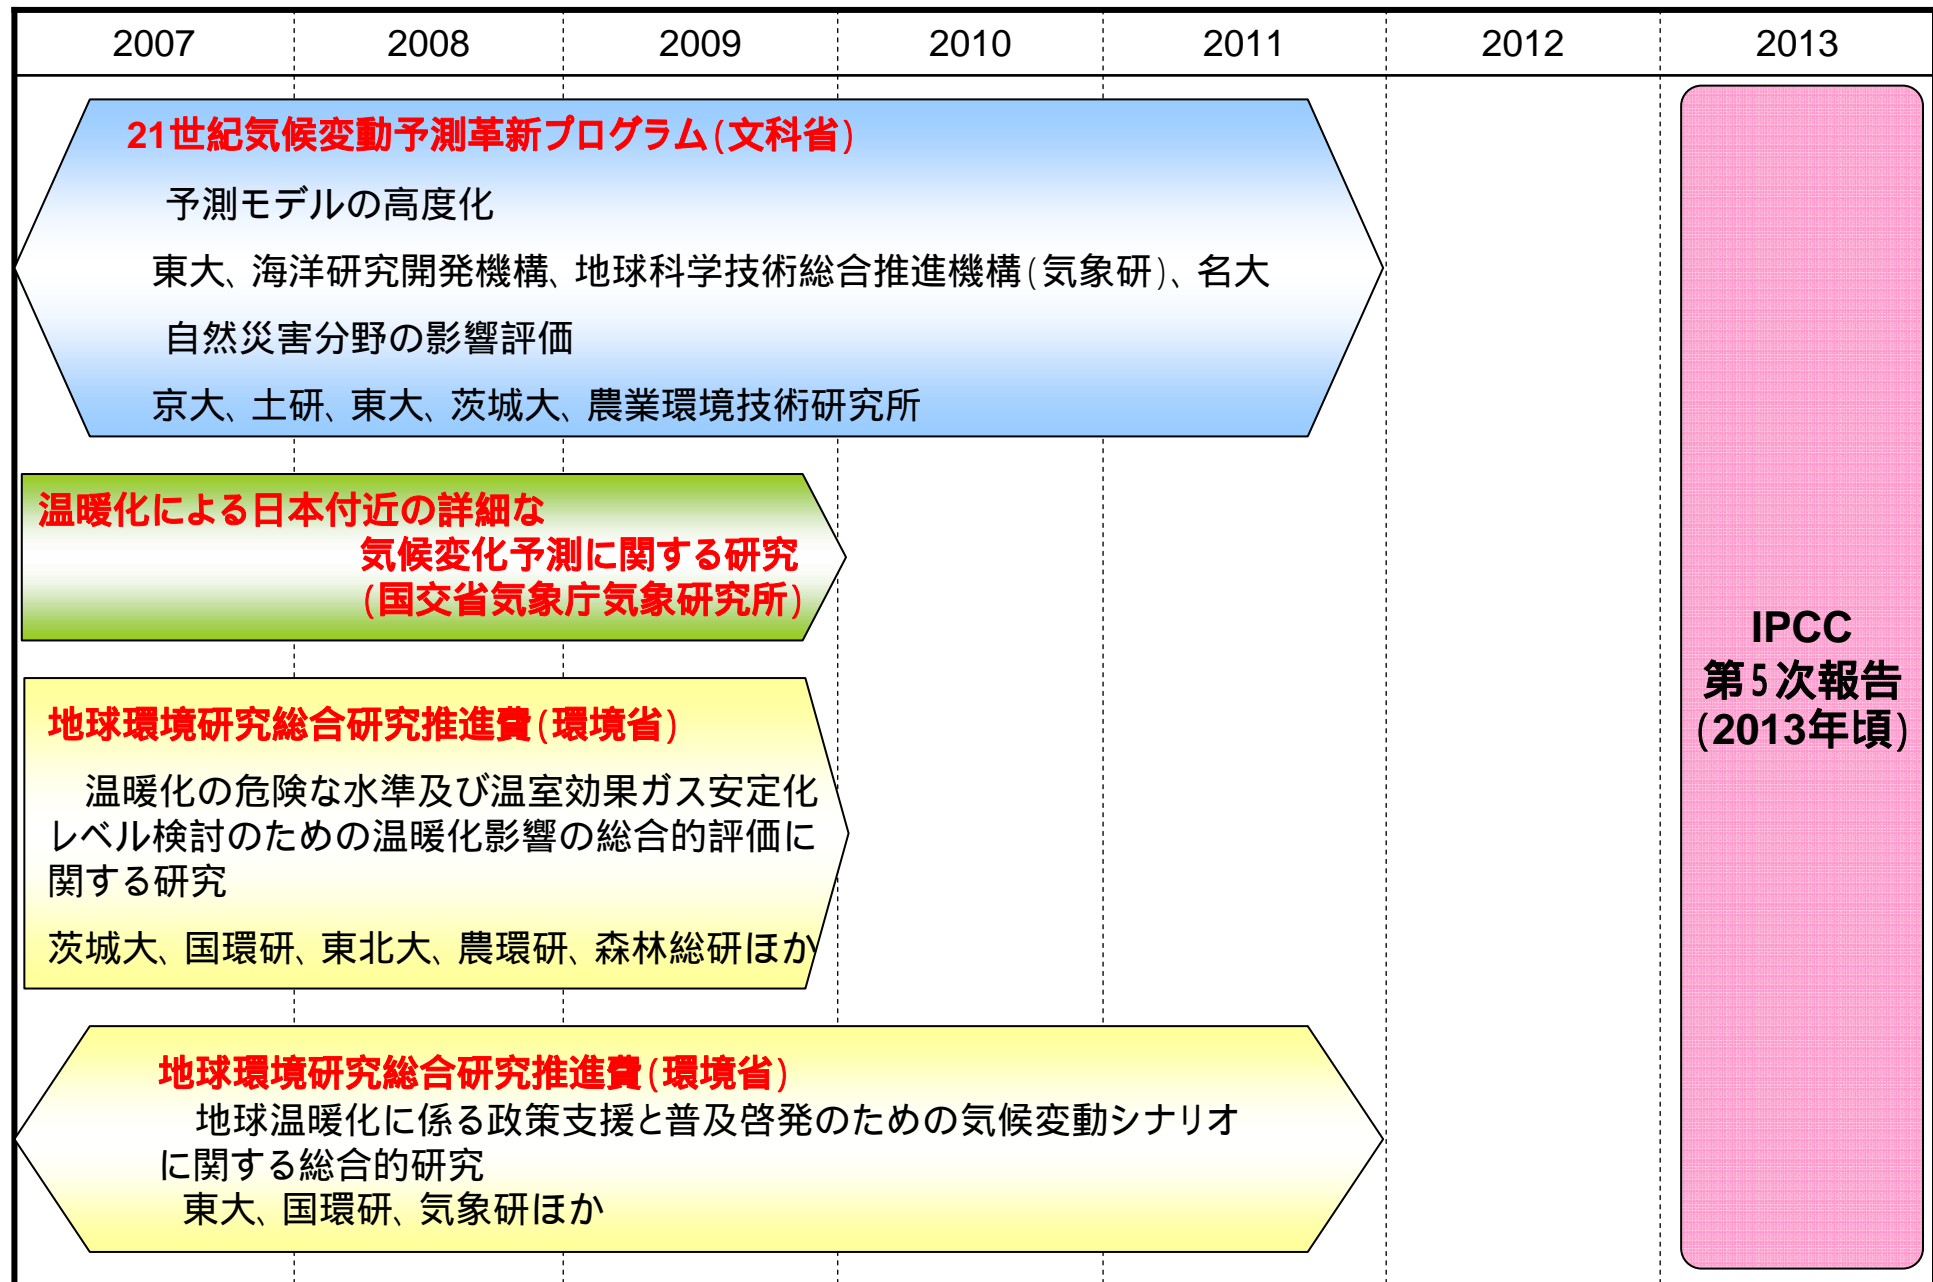 2007 2008 2009 2010 2011 2012 2013
21世紀気候変動予測革新プログラム(文科省)
予測モデルの高度化
東大、海洋研究開発機構、地球科学技術総合推進機構(気象研)、名大
自然災害分野の影響評価
京大、土研、東大、茨城大、農業環境技術研究所
温暖化による日本付近の詳細な
気候変化予測に関する研究
(国交省気象庁気象研究所)
地球環境研究総合研究推進費(環境省)
温暖化の危険な水準及び温室効果ガス安定化
レベル検討のための温暖化影響の総合的評価に
関する研究
茨城大、国環研、東北大、農環研、森林総研ほか
地球環境研究総合研究推進費(環境省)
地球温暖化に係る政策支援と普及啓発のための気候変動シナリオ
に関する総合的研究
東大、国環研、気象研ほか
IPCC
第5次報告
(2013年頃)